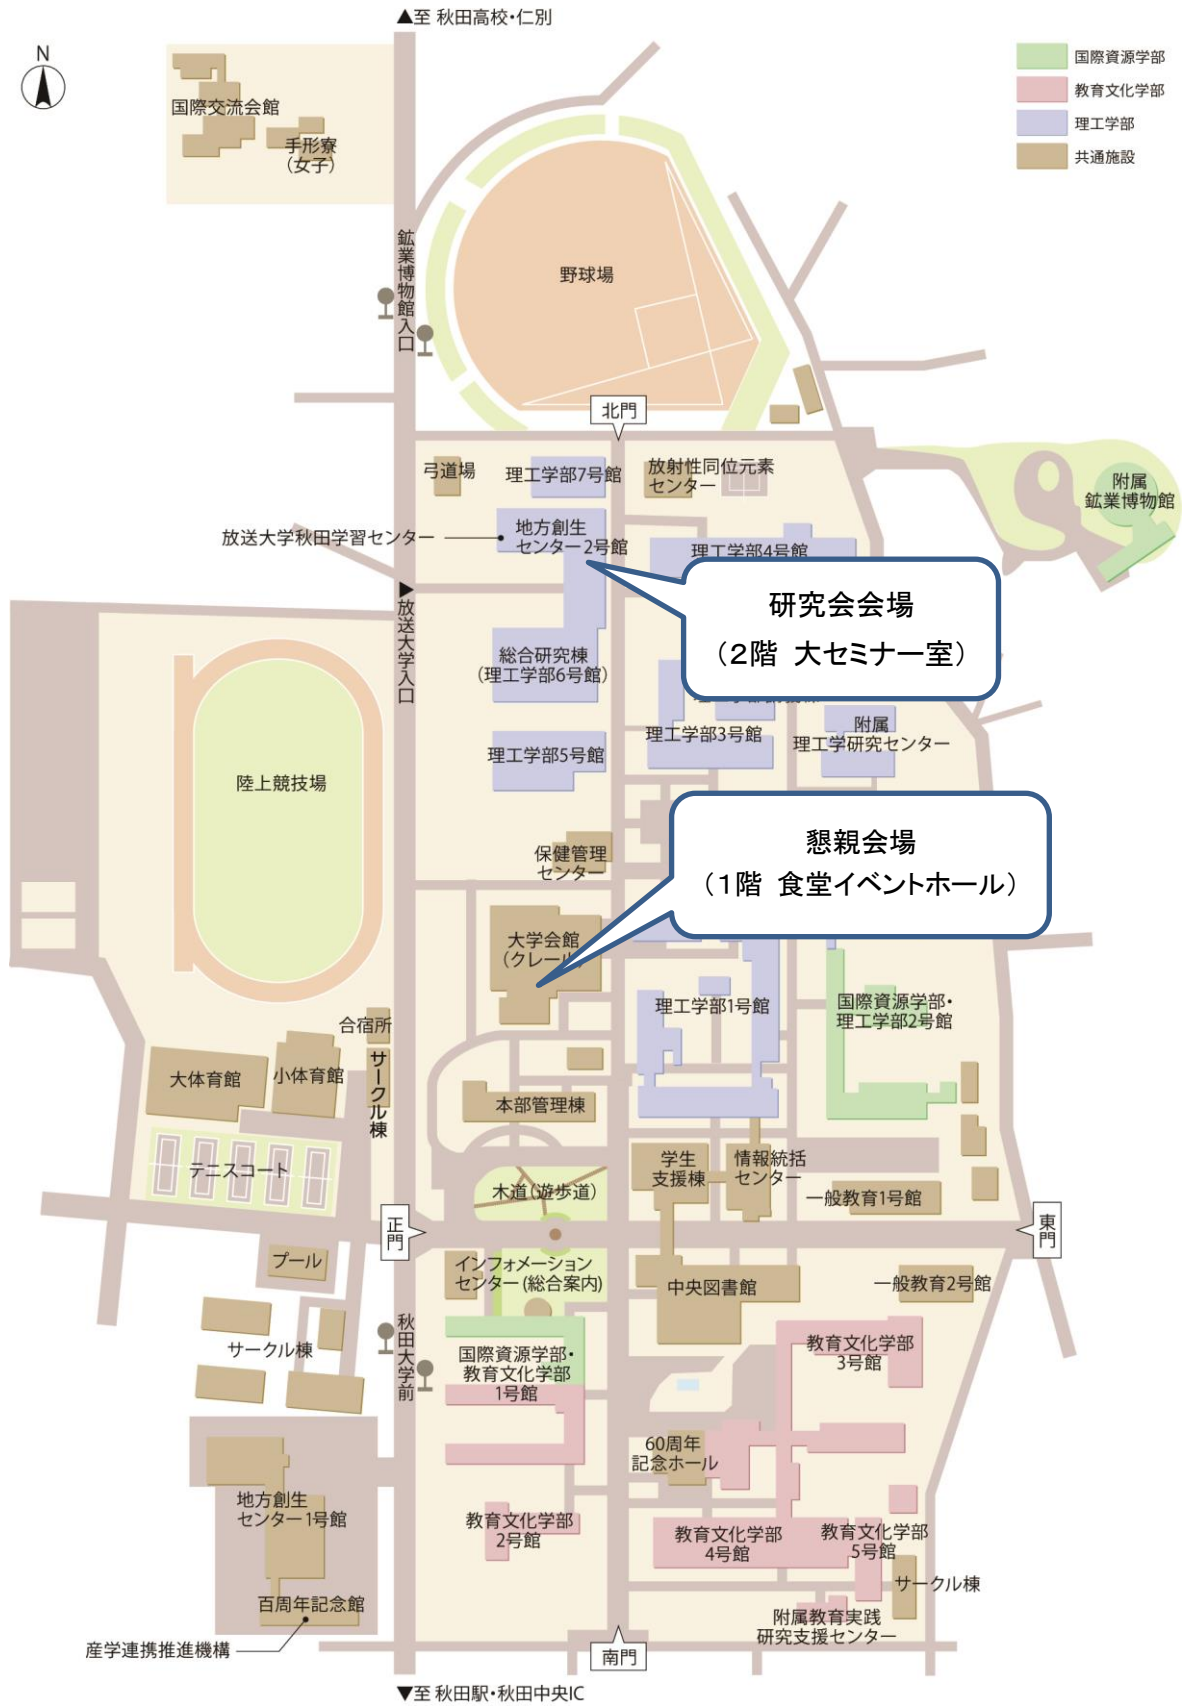 ▲至 秋田高校・仁別
N
国際資源学部
教育文化学部
理工学部
共通施設
国際交流会館
手形寮
（女子）
鉱業博物館入口
野球場
北門
弓道場
理工学部7号館
放射性同位元素
センター
附属
鉱業博物館
放送大学秋田学習センター
地方創生
センター2号館
理工学部4号館
▶放送大学入口
研究会会場
（２階 大セミナー室）
総合研究棟
（理工学部6号館）
理工学部3号館
附属
理工学研究センター
理工学部5号館
陸上競技場
懇親会場
（１階 食堂イベントホール）
保健管理
センター
大学会館
（クレール）
理工学部1号館
国際資源学部・
理工学部2号館
合宿所
サークル棟
大体育館
小体育館
本部管理棟
テニスコート
学生
支援棟
情報統括
センター
木道（遊歩道）
一般教育1号館
正門
東門
プール
インフォメーション
センター（総合案内）
中央図書館
一般教育2号館
秋田大学前
サークル棟
国際資源学部・
教育文化学部
1号館
教育文化学部
3号館
60周年
記念ホール
地方創生
センター1号館
教育文化学部
2号館
教育文化学部
4号館
教育文化学部
5号館
サークル棟
百周年記念館
附属教育実践
研究支援センター
産学連携推進機構
南門
▼至 秋田駅・秋田中央IC